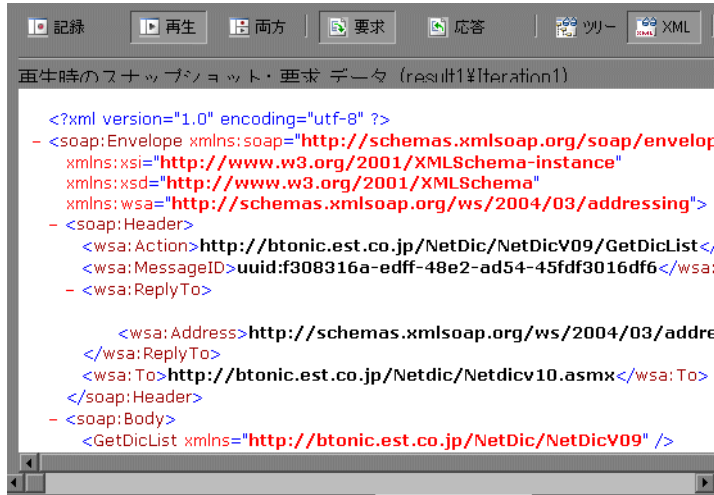 記録 再生 両方 要求 応答 ツリー XML
再生時のスナップショット・要求 データ (result1¥Iteration1)
<?xml version="1.0" encoding="utf-8" ?>
- <soap:Envelope xmlns:soap="http://schemas.xmlsoap.org/soap/envelop
xmlns:xsi="http://www.w3.org/2001/XMLSchema-instance"
xmlns:xsd="http://www.w3.org/2001/XMLSchema"
xmlns:wsa="http://schemas.xmlsoap.org/ws/2004/03/addressing">
- <soap:Header>
<wsa:Action>http://btonic.est.co.jp/NetDic/NetDicV09/GetDicList</
<wsa:MessageID>uuid:f308316a-edff-48e2-ad54-45fdf3016df6</wsa:
- <wsa:ReplyTo>
<wsa:Address>http://schemas.xmlsoap.org/ws/2004/03/addre
</wsa:ReplyTo>
<wsa:To>http://btonic.est.co.jp/Netdic/Netdicv10.asmx</wsa:To>
</soap:Header>
- <soap:Body>
<GetDicList xmlns="http://btonic.est.co.jp/NetDic/NetDicV09" />